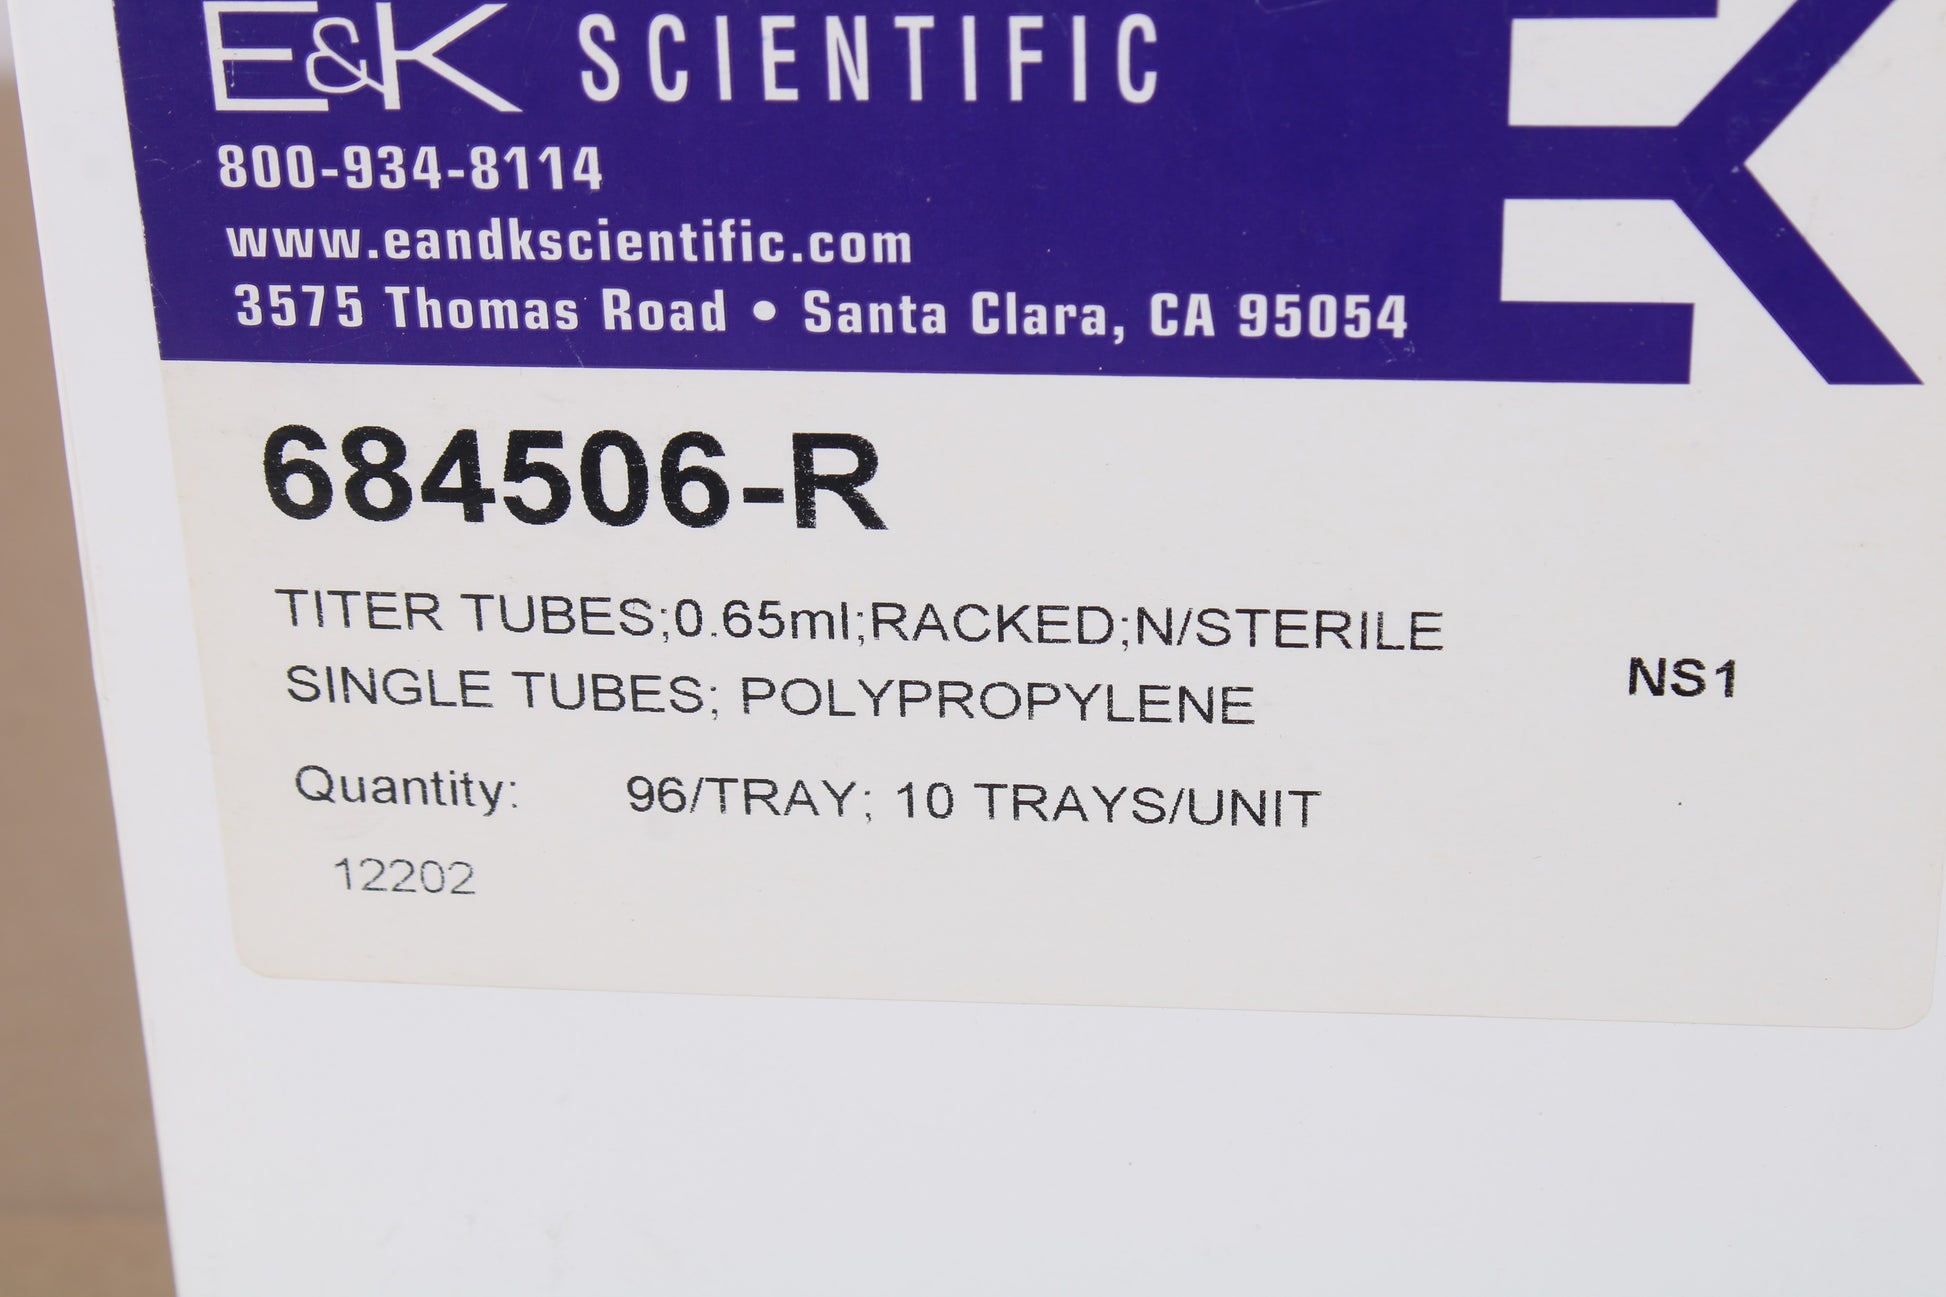 E&K SCIENTIFIC
800-934-8114
www.eandkscientific.com
3575 Thomas Road • Santa Clara, CA 95054
EK
684506-R
TITER TUBES;0.65ml;RACKED;N/STERILE
SINGLE TUBES; POLYPROPYLENE
NS1
Quantity: 96/TRAY; 10 TRAYS/UNIT
12202